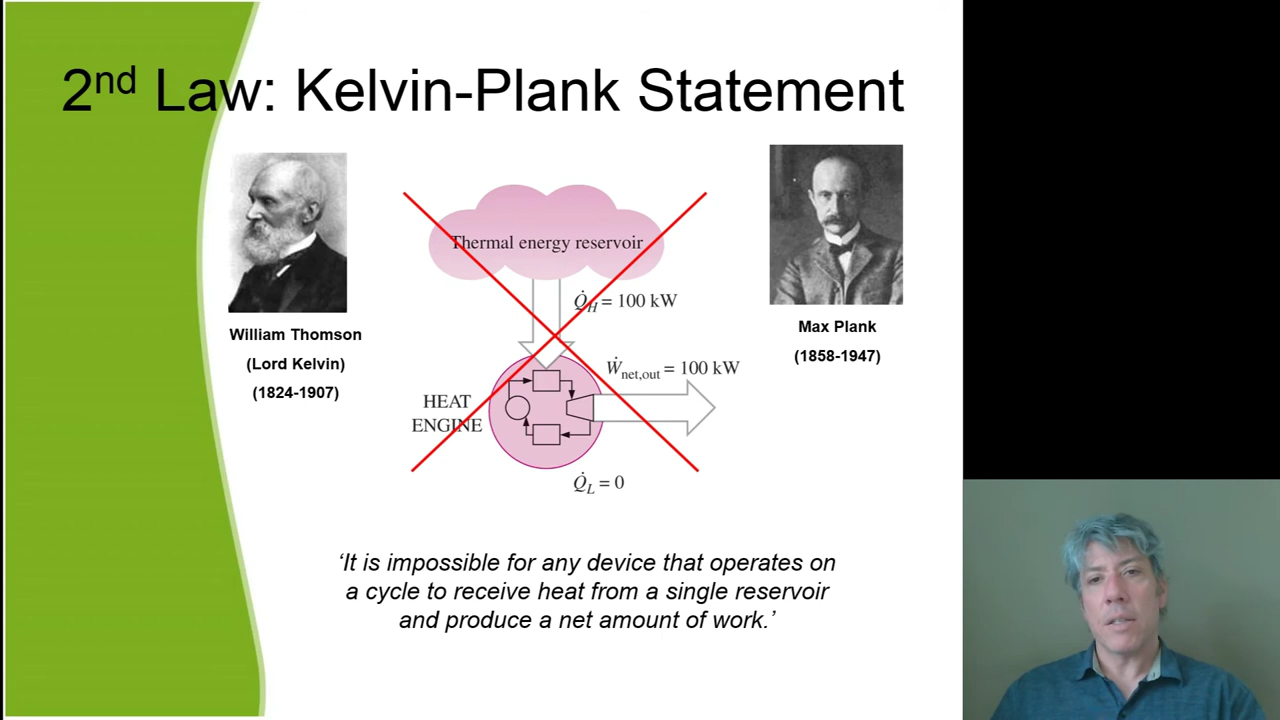 2nd Law: Kelvin-Plank Statement
William Thomson
(Lord Kelvin)
(1824-1907)
Thermal energy reservoir
Q̇H = 100 kW
Ẇnet,out = 100 kW
HEAT
ENGINE
Q̇L = 0
Max Plank
(1858-1947)
‘It is impossible for any device that operates on
a cycle to receive heat from a single reservoir
and produce a net amount of work.’